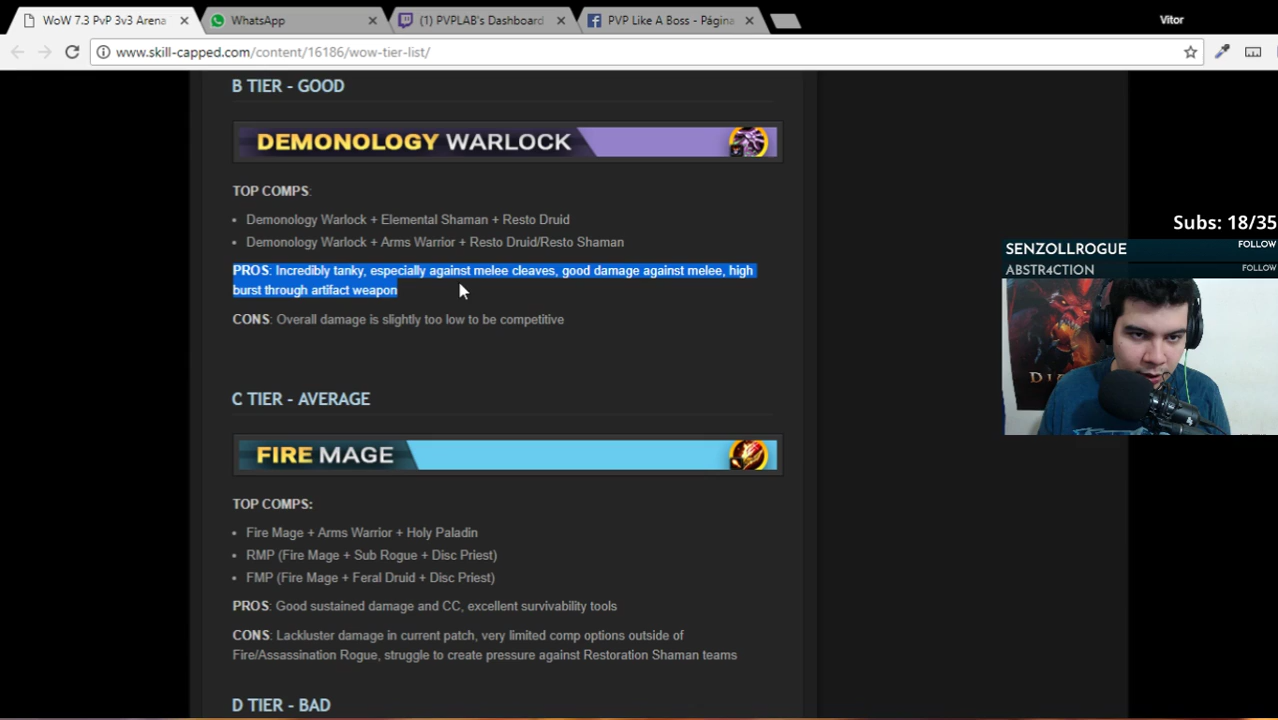 WoW 7.3 PvP 3v3 Arena
WhatsApp
(1) PVPLAB's Dashboard
PVP Like A Boss - Página
Vitor
www.skill-capped.com/content/16186/wow-tier-list/
B TIER - GOOD
DEMONOLOGY WARLOCK
TOP COMPS:
• Demonology Warlock + Elemental Shaman + Resto Druid
• Demonology Warlock + Arms Warrior + Resto Druid/Resto Shaman
PROS: Incredibly tanky, especially against melee cleaves, good damage against melee, high
burst through artifact weapon
CONS: Overall damage is slightly too low to be competitive
C TIER - AVERAGE
FIRE MAGE
TOP COMPS:
• Fire Mage + Arms Warrior + Holy Paladin
• RMP (Fire Mage + Sub Rogue + Disc Priest)
• FMP (Fire Mage + Feral Druid + Disc Priest)
PROS: Good sustained damage and CC, excellent survivability tools
CONS: Lackluster damage in current patch, very limited comp options outside of
Fire/Assassination Rogue, struggle to create pressure against Restoration Shaman teams
D TIER - BAD
Subs: 18/35
SENZOLLROGUE FOLLOW
ABSTR4CTION FOLLOW